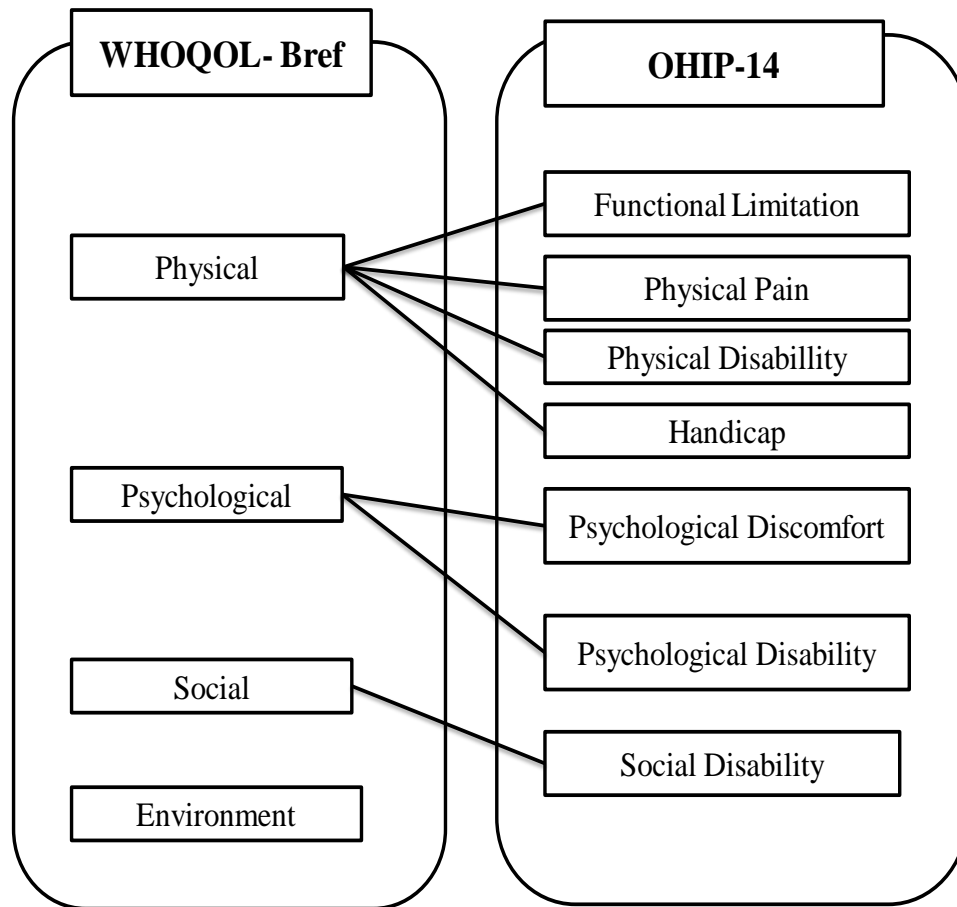 WHOQOL- Bref
Physical
Psychological
Social
Environment
OHIP-14
Functional Limitation
Physical Pain
Physical Disabillity
Handicap
Psychological Discomfort
Psychological Disability
Social Disability